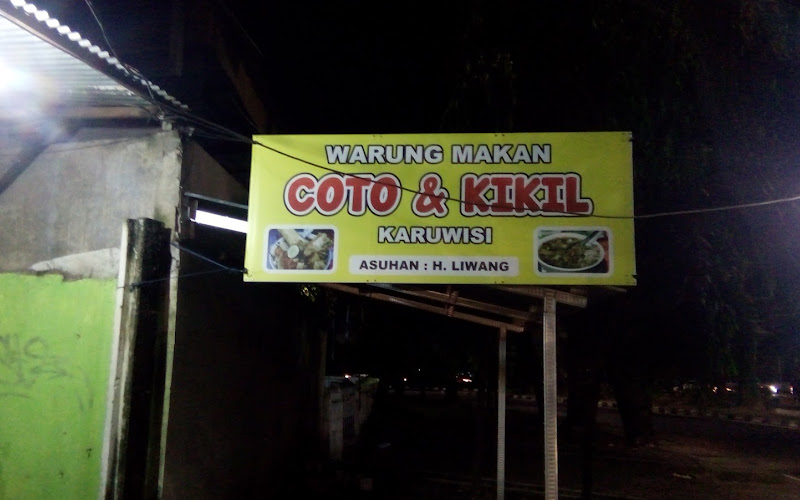 WARUNG MAKAN
COTO & KIKIL
KARUWISI
ASUHAN : H. LIWANG